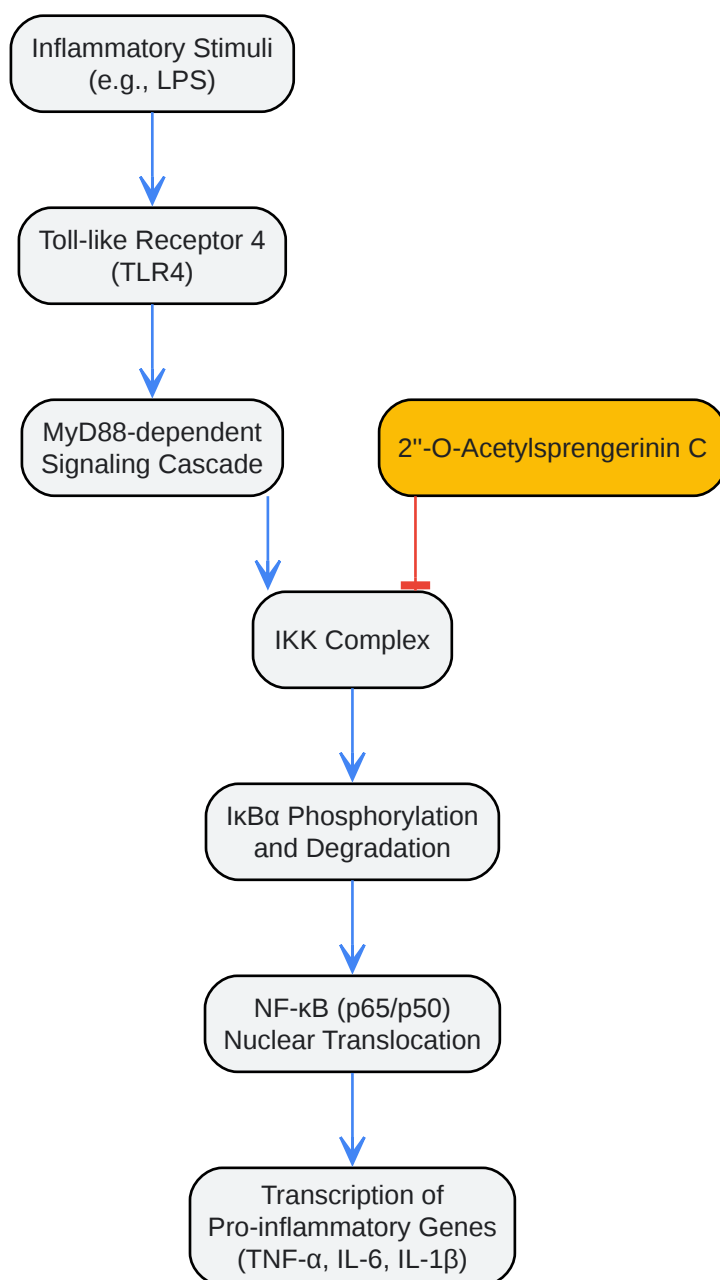 Inflammatory Stimuli
(e.g., LPS)
Toll-like Receptor 4
(TLR4)
MyD88-dependent
Signaling Cascade
2"-O-Acetylsprengerinin C
IKK Complex
IκBα Phosphorylation
and Degradation
NF-κB (p65/p50)
Nuclear Translocation
Transcription of
Pro-inflammatory Genes
(TNF-α, IL-6, IL-1β)